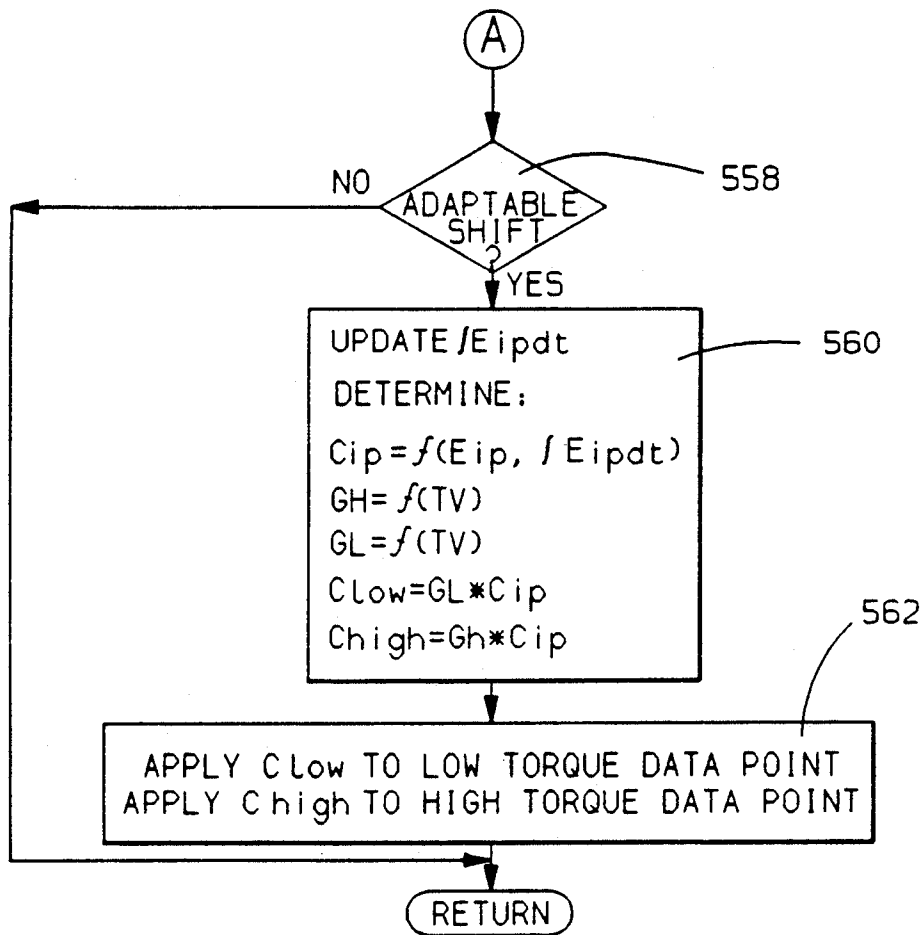 A
NO
ADAPTABLE
SHIFT
?
558
YES
UPDATE ∫Eipdt
DETERMINE:
Cip=f(Eip, ∫Eipdt)
GH=f(TV)
GL=f(TV)
Clow=GL*Cip
Chigh=Gh*Cip
560
562
APPLY Clow TO LOW TORQUE DATA POINT
APPLY Chigh TO HIGH TORQUE DATA POINT
RETURN